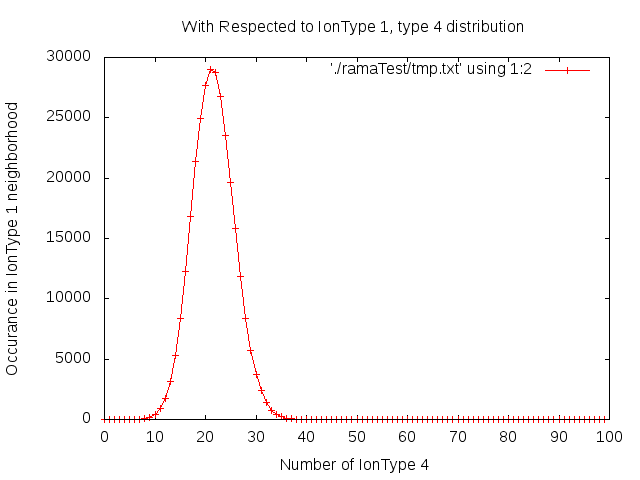 With Respected to IonType 1, type 4 distribution
'./ramaTest/tmp.txt' using 1:2
Occurance in IonType 1 neighborhood
30000
25000
20000
15000
10000
5000
0
0 10 20 30 40 50 60 70 80 90 100
Number of IonType 4